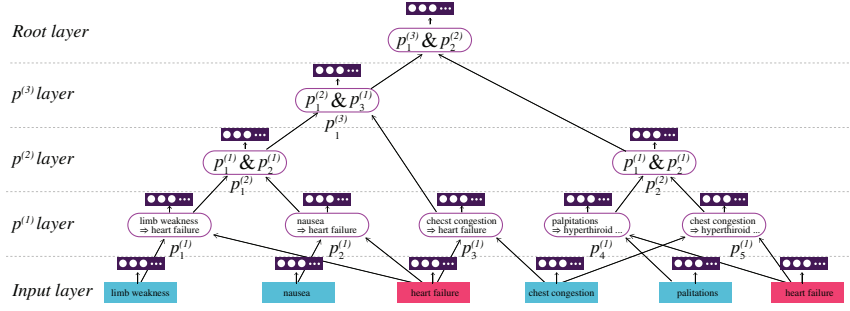 Root layer
p₁⁽³⁾ & p₂⁽²⁾
p⁽³⁾ layer
p₁⁽²⁾ & p₃⁽¹⁾
p₁⁽³⁾
p⁽²⁾ layer
p₁⁽¹⁾ & p₂⁽¹⁾
p₁⁽¹⁾ & p₂⁽¹⁾
p₁⁽²⁾
p₂⁽²⁾
p⁽¹⁾ layer
limb weakness
⇒ heart failure
nausea
⇒ heart failure
checst congestion
⇒ heart failure
palpitations
⇒ hyperthiroid ...
chest congestion
⇒ hyperthiroid ...
p₁⁽¹⁾
p₂⁽¹⁾
p₃⁽¹⁾
p₄⁽¹⁾
p₅⁽¹⁾
Input layer
limb weakness
nausea
heart failure
chest congestion
palitations
heart failure